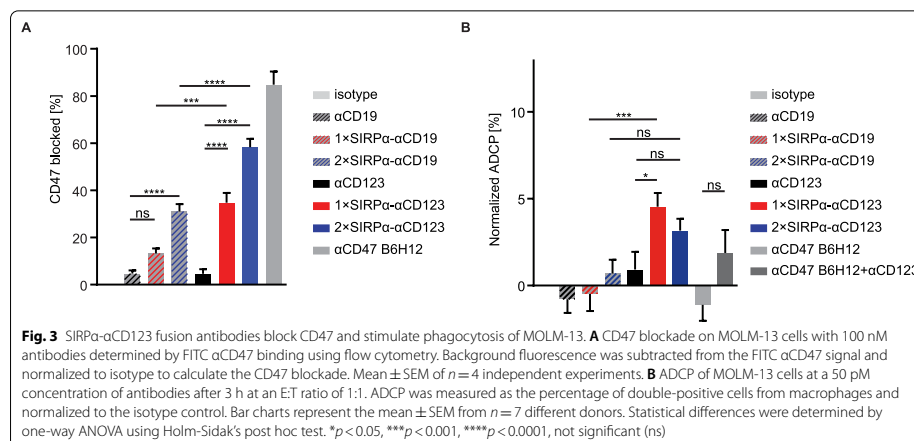 A
B
100
80
60
40
20
0
CD47 blocked [%]
ns
****
***
****
****
****
isotype
αCD19
1×SIRPα-αCD19
2×SIRPα-αCD19
αCD123
1×SIRPα-αCD123
2×SIRPα-αCD123
αCD47 B6H12
10
5
0
Normalized ADCP [%]
***
ns
ns
*
ns
isotype
αCD19
1×SIRPα-αCD19
2×SIRPα-αCD19
αCD123
1×SIRPα-αCD123
2×SIRPα-αCD123
αCD47 B6H12
αCD47 B6H12+αCD123
Fig. 3 SIRPα-αCD123 fusion antibodies block CD47 and stimulate phagocytosis of MOLM-13. A CD47 blockade on MOLM-13 cells with 100 nM
antibodies determined by FITC αCD47 binding using flow cytometry. Background fluorescence was subtracted from the FITC αCD47 signal and
normalized to isotype to calculate the CD47 blockade. Mean ± SEM of n = 4 independent experiments. B ADCP of MOLM-13 cells at a 50 pM
concentration of antibodies after 3 h at an E:T ratio of 1:1. ADCP was measured as the percentage of double-positive cells from macrophages and
normalized to the isotype control. Bar charts represent the mean ± SEM from n = 7 different donors. Statistical differences were determined by
one-way ANOVA using Holm-Sidak's post hoc test. *p < 0.05, ***p < 0.001, ****p < 0.0001, not significant (ns)